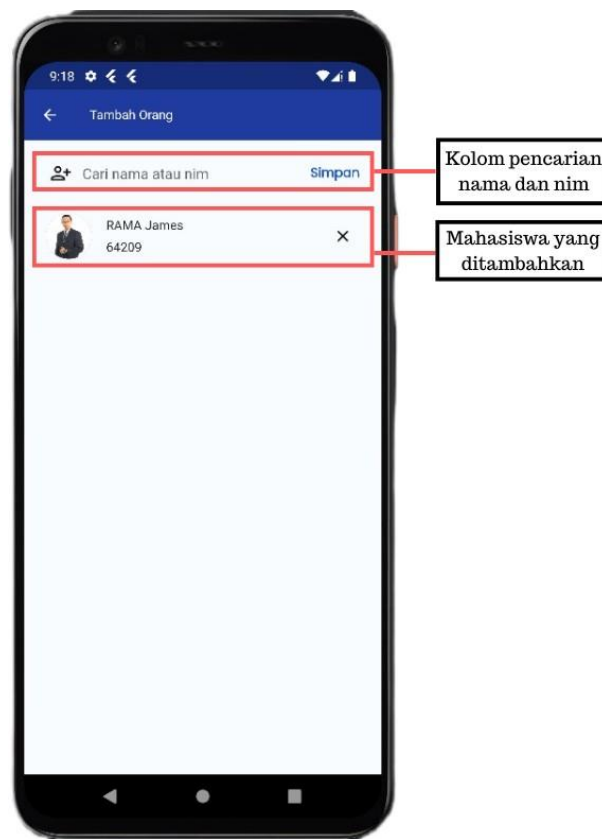 9:18
Tambah Orang
Cari nama atau nim
Simpan
Kolom pencarian
nama dan nim
RAMA James
64209
Mahasiswa yang
ditambahkan